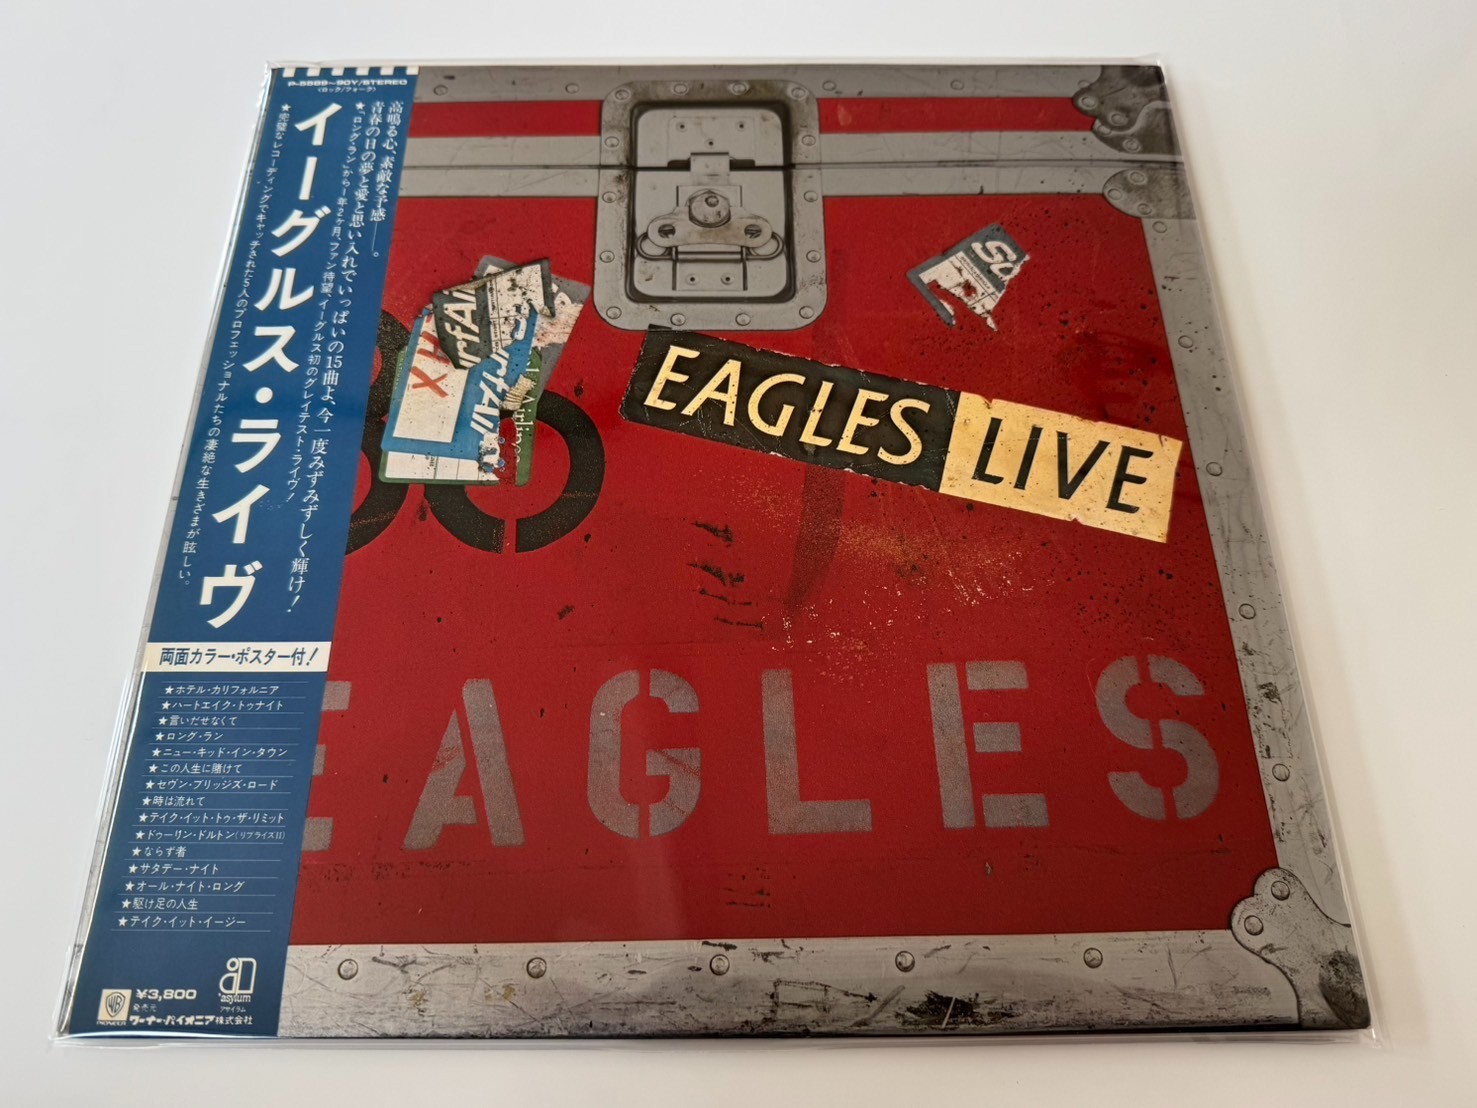 P-5589~90Y/STEREO
(ロック/フォーク)
高鳴る心、素敵な予感——。
青春の日の夢と愛と思い入れでいっぱいの15曲よ、今一度みずみずしく輝け!
★「ロング・ラン」から1年2ヶ月、ファン待望、イーグルス初のグレイテスト・ライヴ!
イーグルス・ライヴ
★完璧なレコーディングでキャッチされた5人のプロフェッショナルたちの凄絶な生きざまが眩しい。
両面カラー・ポスター付!
★ホテル・カリフォルニア
★ハートエイク・トゥナイト
★言いだせなくて
★ロング・ラン
★ニュー・キッド・イン・タウン
★この人生に賭けて
★セヴン・ブリッジズ・ロード
★時は流れて
★テイク・イット・トゥ・ザ・リミット
★ドゥーリン・ドルトン(リプライズII)
★ならず者
★サタデー・ナイト
★オール・ナイト・ロング
★駆け足の人生
★テイク・イット・イージー
WB
PIONEER
¥3,800
発売元
ワーナー・パイオニア株式会社
asylum
アサイラム
EAGLES LIVE
EAGLES